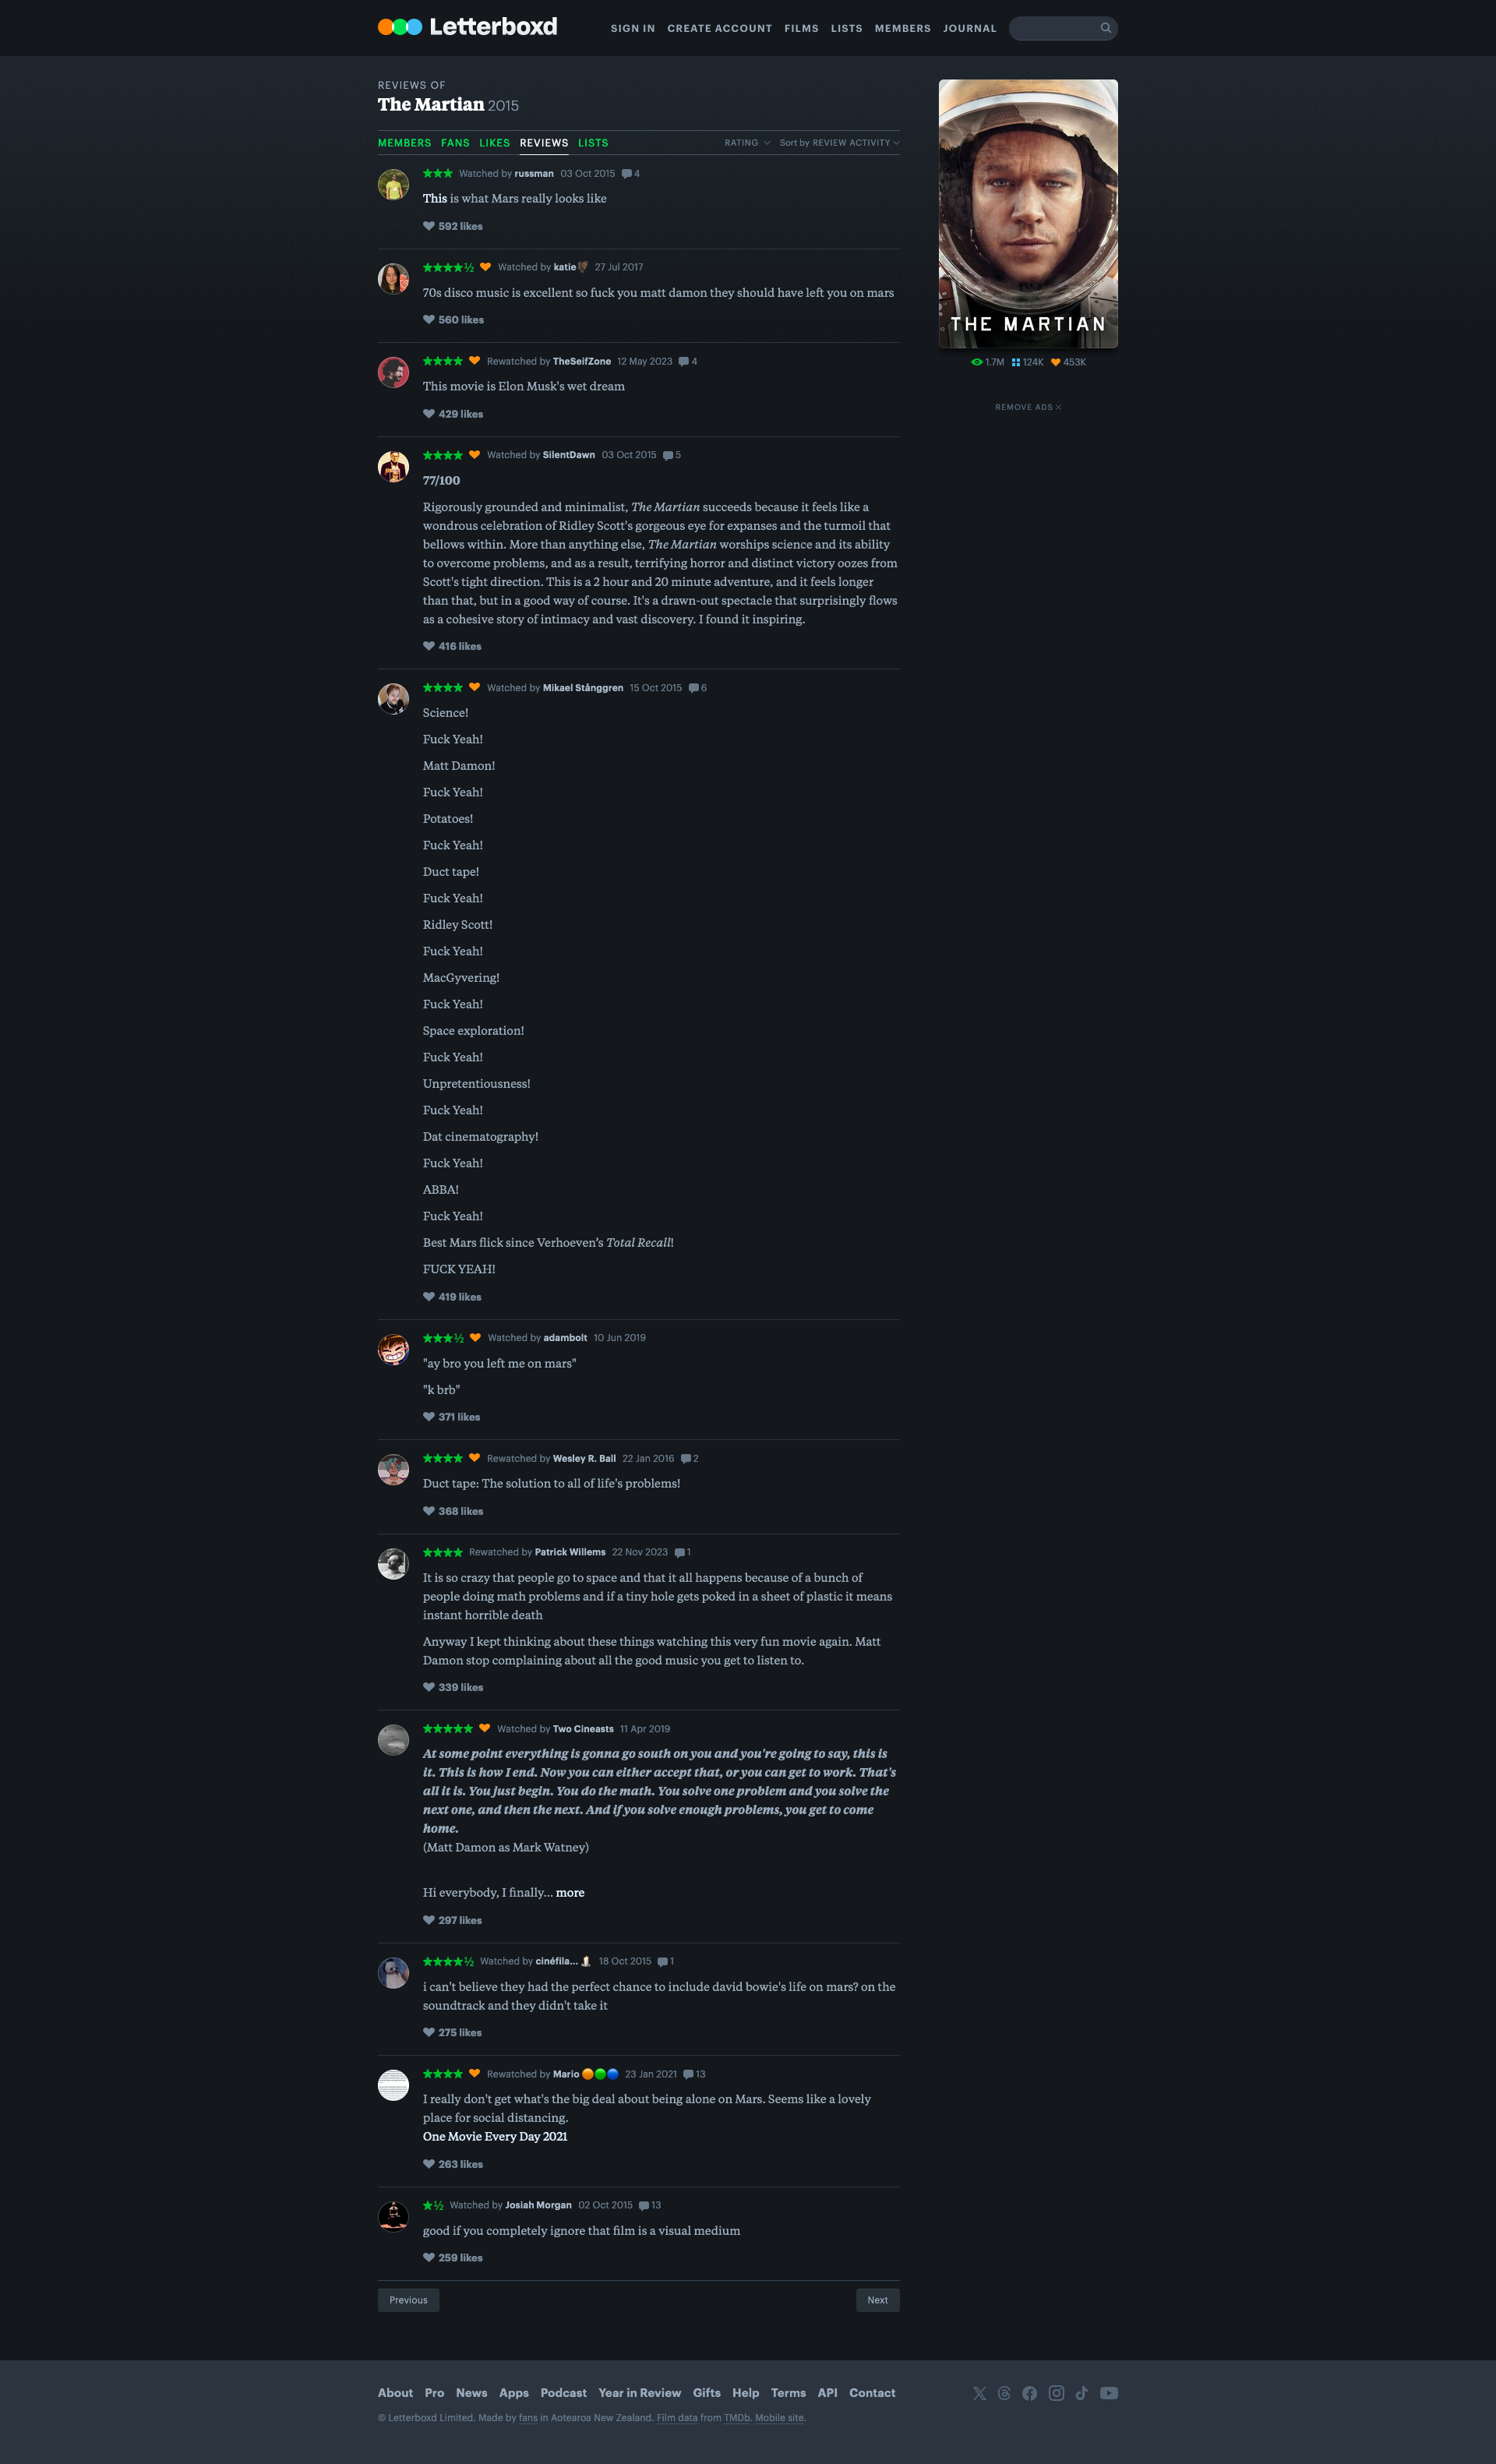 Letterboxd
SIGN IN CREATE ACCOUNT FILMS LISTS MEMBERS JOURNAL
REVIEWS OF
The Martian 2015
MEMBERS FANS LIKES REVIEWS LISTS RATING Sort by REVIEW ACTIVITY
★★★ Watched by russman 03 Oct 2015 4
This is what Mars really looks like
592 likes
★★★★½ Watched by katie 27 Jul 2017
70s disco music is excellent so fuck you matt damon they should have left you on mars
560 likes
★★★★ Rewatched by TheSeifZone 12 May 2023 4
This movie is Elon Musk's wet dream
429 likes
★★★★ Watched by SilentDawn 03 Oct 2015 5
77/100
Rigorously grounded and minimalist, The Martian succeeds because it feels like a
wondrous celebration of Ridley Scott's gorgeous eye for expanses and the turmoil that
bellows within. More than anything else, The Martian worships science and its ability
to overcome problems, and as a result, terrifying horror and distinct victory oozes from
Scott's tight direction. This is a 2 hour and 20 minute adventure, and it feels longer
than that, but in a good way of course. It's a drawn-out spectacle that surprisingly flows
as a cohesive story of intimacy and vast discovery. I found it inspiring.
416 likes
★★★★ Watched by Mikael Stånggren 15 Oct 2015 6
Science!
Fuck Yeah!
Matt Damon!
Fuck Yeah!
Potatoes!
Fuck Yeah!
Duct tape!
Fuck Yeah!
Ridley Scott!
Fuck Yeah!
MacGyvering!
Fuck Yeah!
Space exploration!
Fuck Yeah!
Unpretentiousness!
Fuck Yeah!
Dat cinematography!
Fuck Yeah!
ABBA!
Fuck Yeah!
Best Mars flick since Verhoeven's Total Recall!
FUCK YEAH!
419 likes
★★★½ Watched by adambolt 10 Jun 2019
"ay bro you left me on mars"
"k brb"
371 likes
★★★★ Rewatched by Wesley R. Ball 22 Jan 2016 2
Duct tape: The solution to all of life's problems!
368 likes
★★★★ Rewatched by Patrick Willems 22 Nov 2023 1
It is so crazy that people go to space and that it all happens because of a bunch of
people doing math problems and if a tiny hole gets poked in a sheet of plastic it means
instant horrible death
Anyway I kept thinking about these things watching this very fun movie again. Matt
Damon stop complaining about all the good music you get to listen to.
339 likes
★★★★★ Watched by Two Cineasts 11 Apr 2019
At some point everything is gonna go south on you and you're going to say, this is
it. This is how I end. Now you can either accept that, or you can get to work. That's
all it is. You just begin. You do the math. You solve one problem and you solve the
next one, and then the next. And if you solve enough problems, you get to come
home.
(Matt Damon as Mark Watney)
Hi everybody, I finally… more
297 likes
★★★★½ Watched by cinéfila… 18 Oct 2015 1
i can't believe they had the perfect chance to include david bowie's life on mars? on the
soundtrack and they didn't take it
275 likes
★★★★ Rewatched by Mario 23 Jan 2021 13
I really don't get what's the big deal about being alone on Mars. Seems like a lovely
place for social distancing.
One Movie Every Day 2021
263 likes
★½ Watched by Josiah Morgan 02 Oct 2015 13
good if you completely ignore that film is a visual medium
259 likes
Previous Next
THE MARTIAN
1.7M 124K 453K
REMOVE ADS
About Pro News Apps Podcast Year in Review Gifts Help Terms API Contact
© Letterboxd Limited. Made by fans in Aotearoa New Zealand. Film data from TMDb. Mobile site.